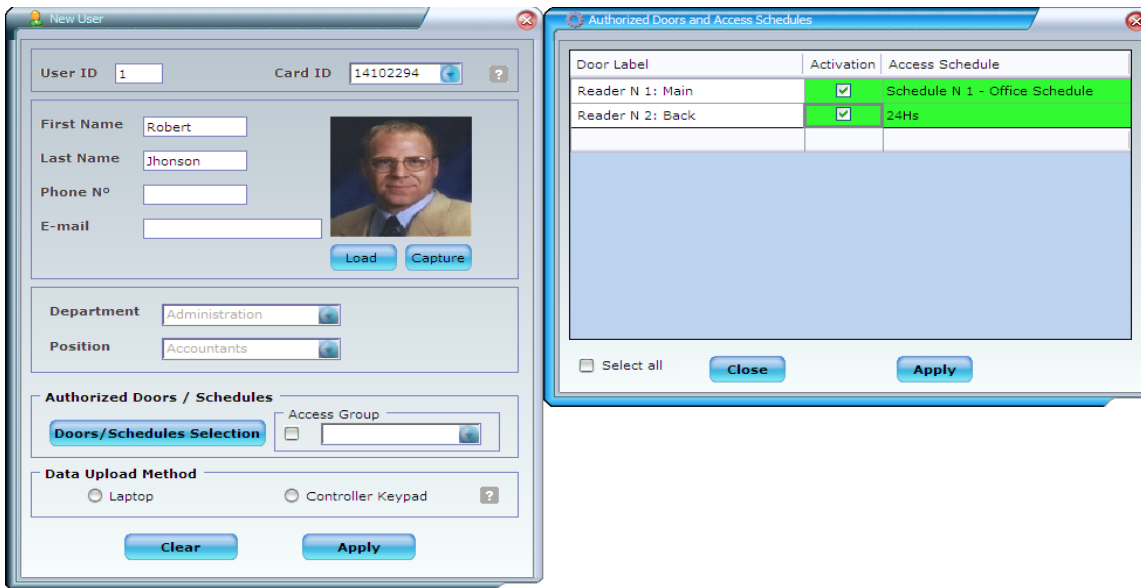 New User
User ID 1 Card ID 14102294 ?
First Name Robert
Last Name Jhonson
Phone Nº
E-mail
Load Capture
Department Administration
Position Accountants
Authorized Doors / Schedules
Access Group
Doors/Schedules Selection
Data Upload Method
Laptop Controller Keypad ?
Clear Apply
Authorized Doors and Access Schedules
Door Label Activation Access Schedule
Reader N 1: Main Schedule N 1 - Office Schedule
Reader N 2: Back 24Hs
Select all Close Apply